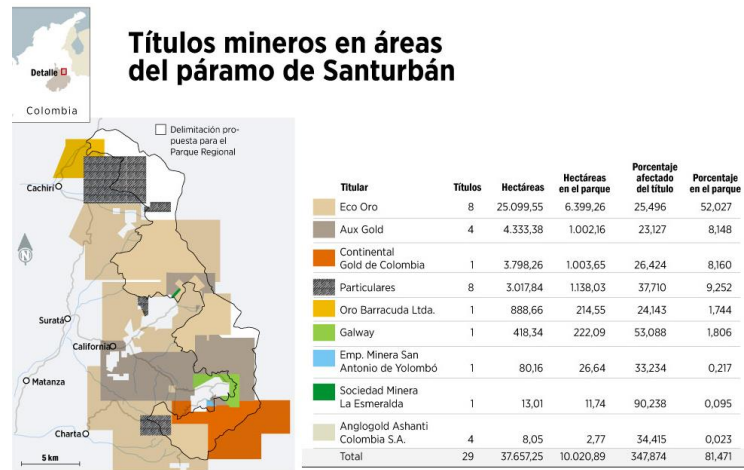 Títulos mineros en áreas
del páramo de Santurbán
Detalle
Colombia
Delimitación pro-
puesta para el
Parque Regional
Cachirí
N
Suratá
California
Matanza
Charta
5 km
Titular Títulos Hectáreas Hectáreas en el parque Porcentaje afectado del título Porcentaje en el parque
Eco Oro 8 25.099,55 6.399,26 25,496 52,027
Aux Gold 4 4.333,38 1.002,16 23,127 8,148
Continental
Gold de Colombia 1 3.798,26 1.003,65 26,424 8,160
Particulares 8 3.017,84 1.138,03 37,710 9,252
Oro Barracuda Ltda. 1 888,66 214,55 24,143 1,744
Galway 1 418,34 222,09 53,088 1,806
Emp. Minera San
Antonio de Yolombó 1 80,16 26,64 33,234 0,217
Sociedad Minera
La Esmeralda 1 13,01 11,74 90,238 0,095
Anglogold Ashanti
Colombia S.A. 4 8,05 2,77 34,415 0,023
Total 29 37.657,25 10.020,89 347,874 81,471